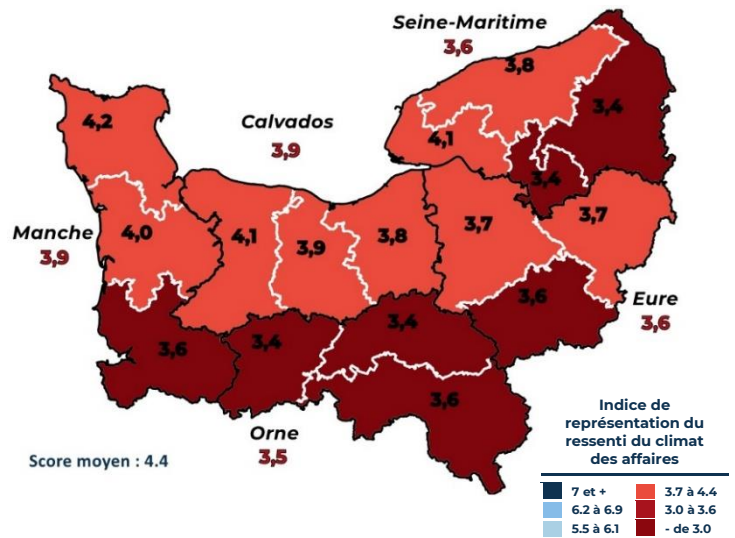 Seine-Maritime
3,6
3,8
3,4
4,2
Calvados
3,9
4,1
3,4
3,7
Manche
3,9
4,0
4,1
3,9
3,8
3,7
3,6
Eure
3,6
3,6
3,4
3,4
3,6
Orne
3,5
Score moyen : 4.4
Indice de
représentation du
ressenti du climat
des affaires
7 et +
3.7 à 4.4
6.2 à 6.9
3.0 à 3.6
5.5 à 6.1
- de 3.0